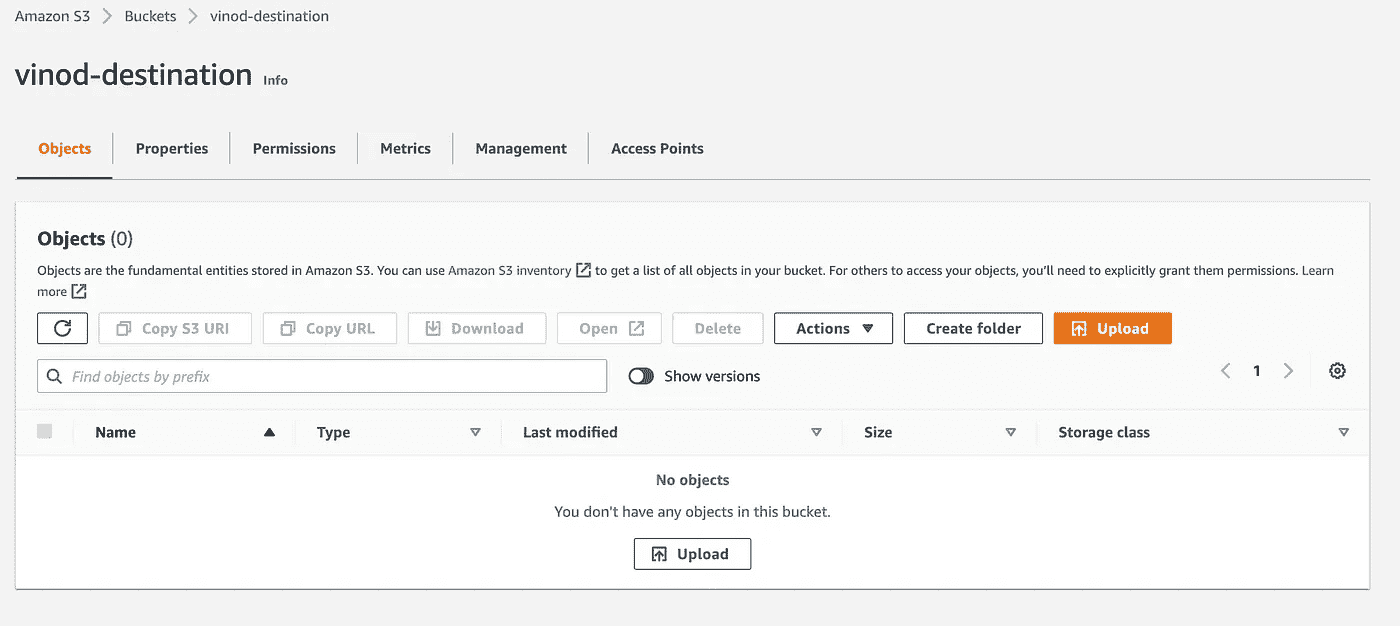 Amazon S3 Buckets vinod-destination
vinod-destination Info
Objects Properties Permissions Metrics Management Access Points
Objects (0)
Objects are the fundamental entities stored in Amazon S3. You can use Amazon S3 inventory to get a list of all objects in your bucket. For others to access your objects, you'll need to explicitly grant them permissions. Learn
more
Copy S3 URI Copy URL Download Open Delete Actions Create folder Upload
Find objects by prefix Show versions 1
Name Type Last modified Size Storage class
No objects
You don't have any objects in this bucket.
Upload